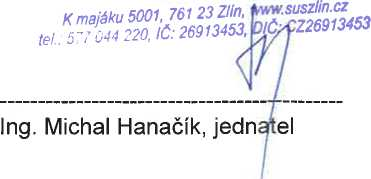 K majáku 5001, 761 23 Zlín, www.suszlin.cz
tel.: 577 044 220, IČ: 26913453, DIČ: CZ26913453
Ing. Michal Hanačík, jednatel